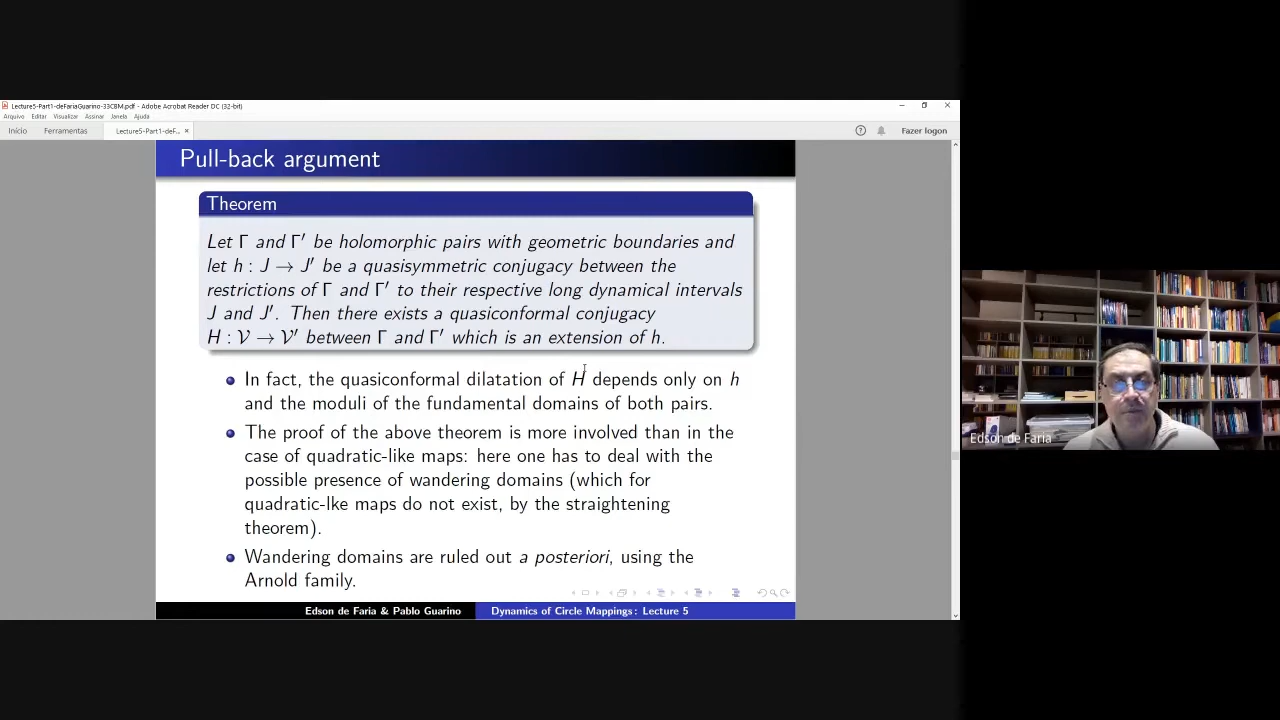 Lecture5-Part1-deFariaGuarino-33CBM.pdf - Adobe Acrobat Reader DC (32-bit)
Arquivo Editar Visualizar Assinar Janela Ajuda
Início Ferramentas Lecture5-Part1-deF... × Fazer logon
Pull-back argument
Theorem
Let Γ and Γ′ be holomorphic pairs with geometric boundaries and
let h : J → J′ be a quasisymmetric conjugacy between the
restrictions of Γ and Γ′ to their respective long dynamical intervals
J and J′. Then there exists a quasiconformal conjugacy
H : 𝒱 → 𝒱′ between Γ and Γ′ which is an extension of h.
In fact, the quasiconformal dilatation of H depends only on h
and the moduli of the fundamental domains of both pairs.
The proof of the above theorem is more involved than in the
case of quadratic-like maps: here one has to deal with the
possible presence of wandering domains (which for
quadratic-lke maps do not exist, by the straightening
theorem).
Wandering domains are ruled out a posteriori, using the
Arnold family.
Edson de Faria & Pablo Guarino Dynamics of Circle Mappings: Lecture 5
Edson de Faria